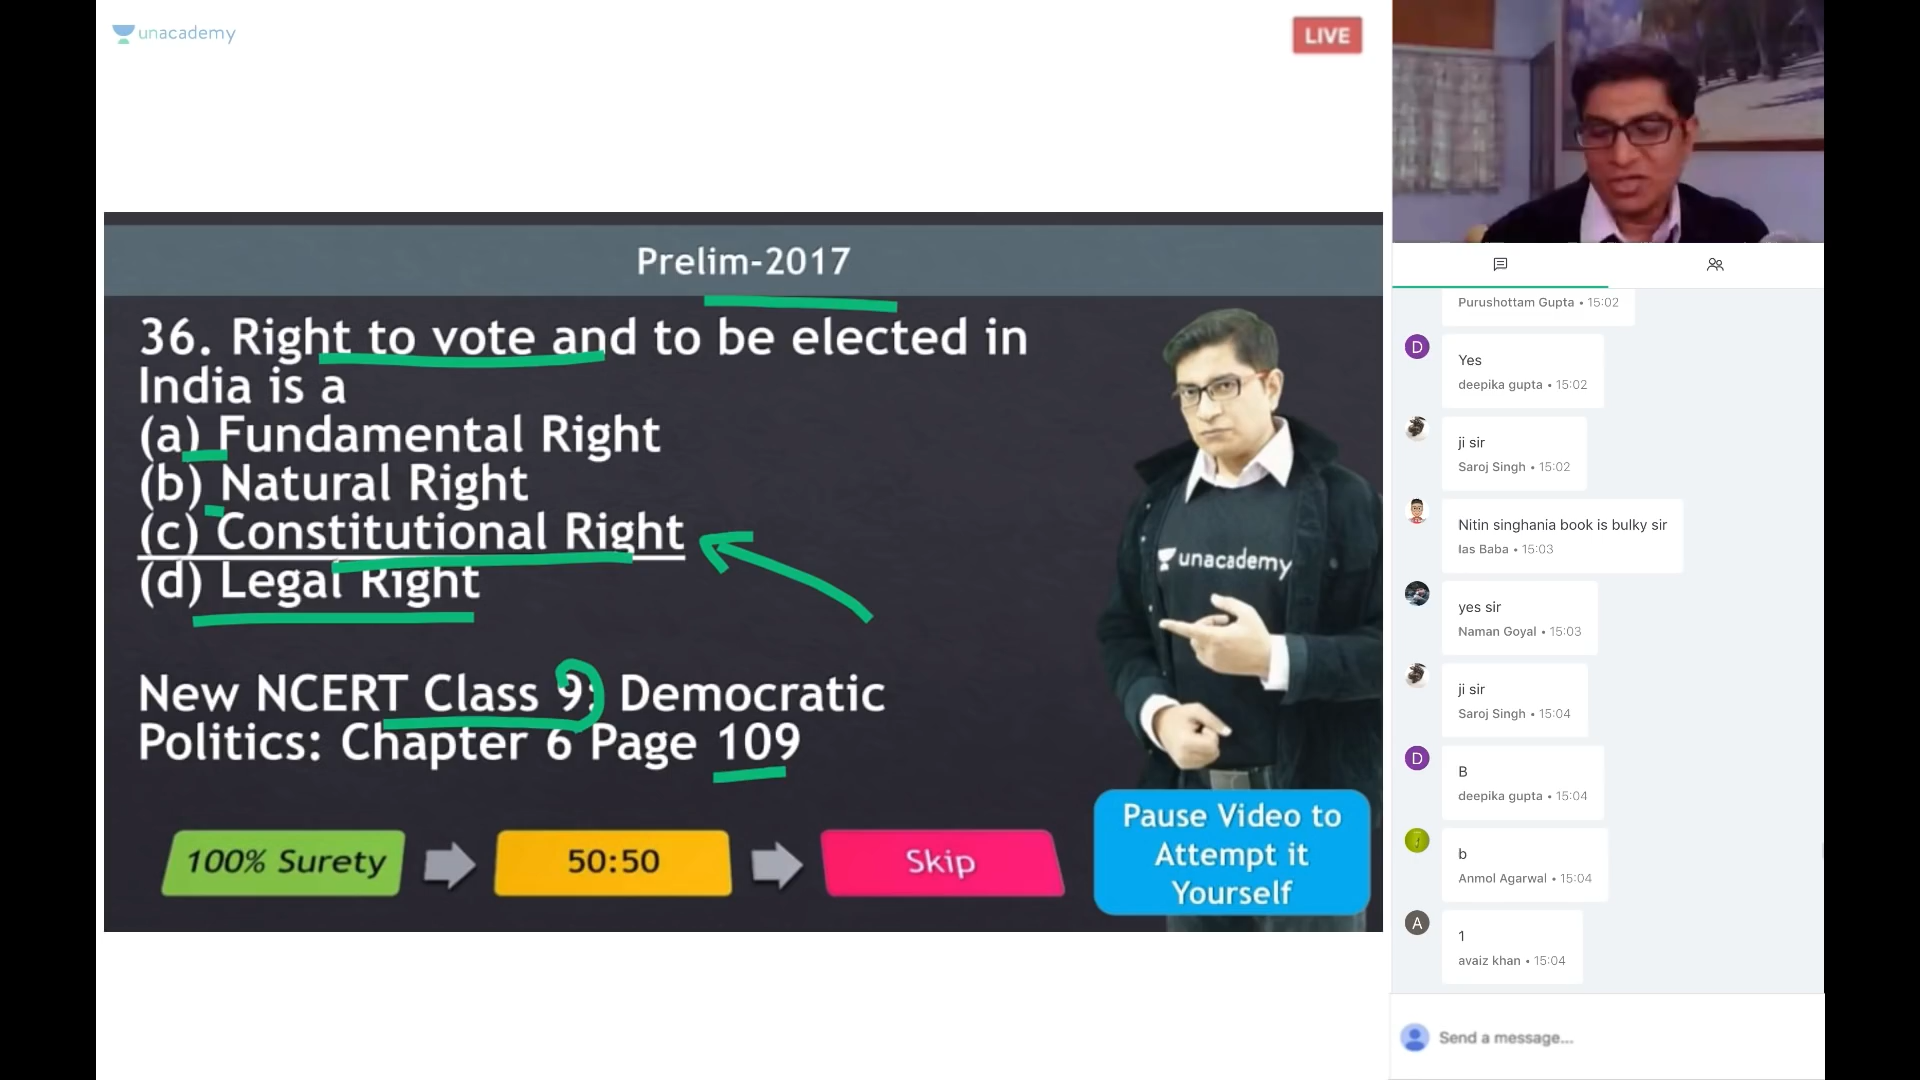 unacademy
LIVE
Prelim-2017
36. Right to vote and to be elected in
India is a
(a) Fundamental Right
(b) Natural Right
(c) Constitutional Right
(d) Legal Right
New NCERT Class 9: Democratic
Politics: Chapter 6 Page 109
100% Surety
50:50
Skip
unacademy
Pause Video to
Attempt it
Yourself
Purushottam Gupta • 15:02
D
Yes
deepika gupta • 15:02
ji sir
Saroj Singh • 15:02
Nitin singhania book is bulky sir
Ias Baba • 15:03
yes sir
Naman Goyal • 15:03
ji sir
Saroj Singh • 15:04
D
B
deepika gupta • 15:04
b
Anmol Agarwal • 15:04
A
1
avaiz khan • 15:04
Send a message...